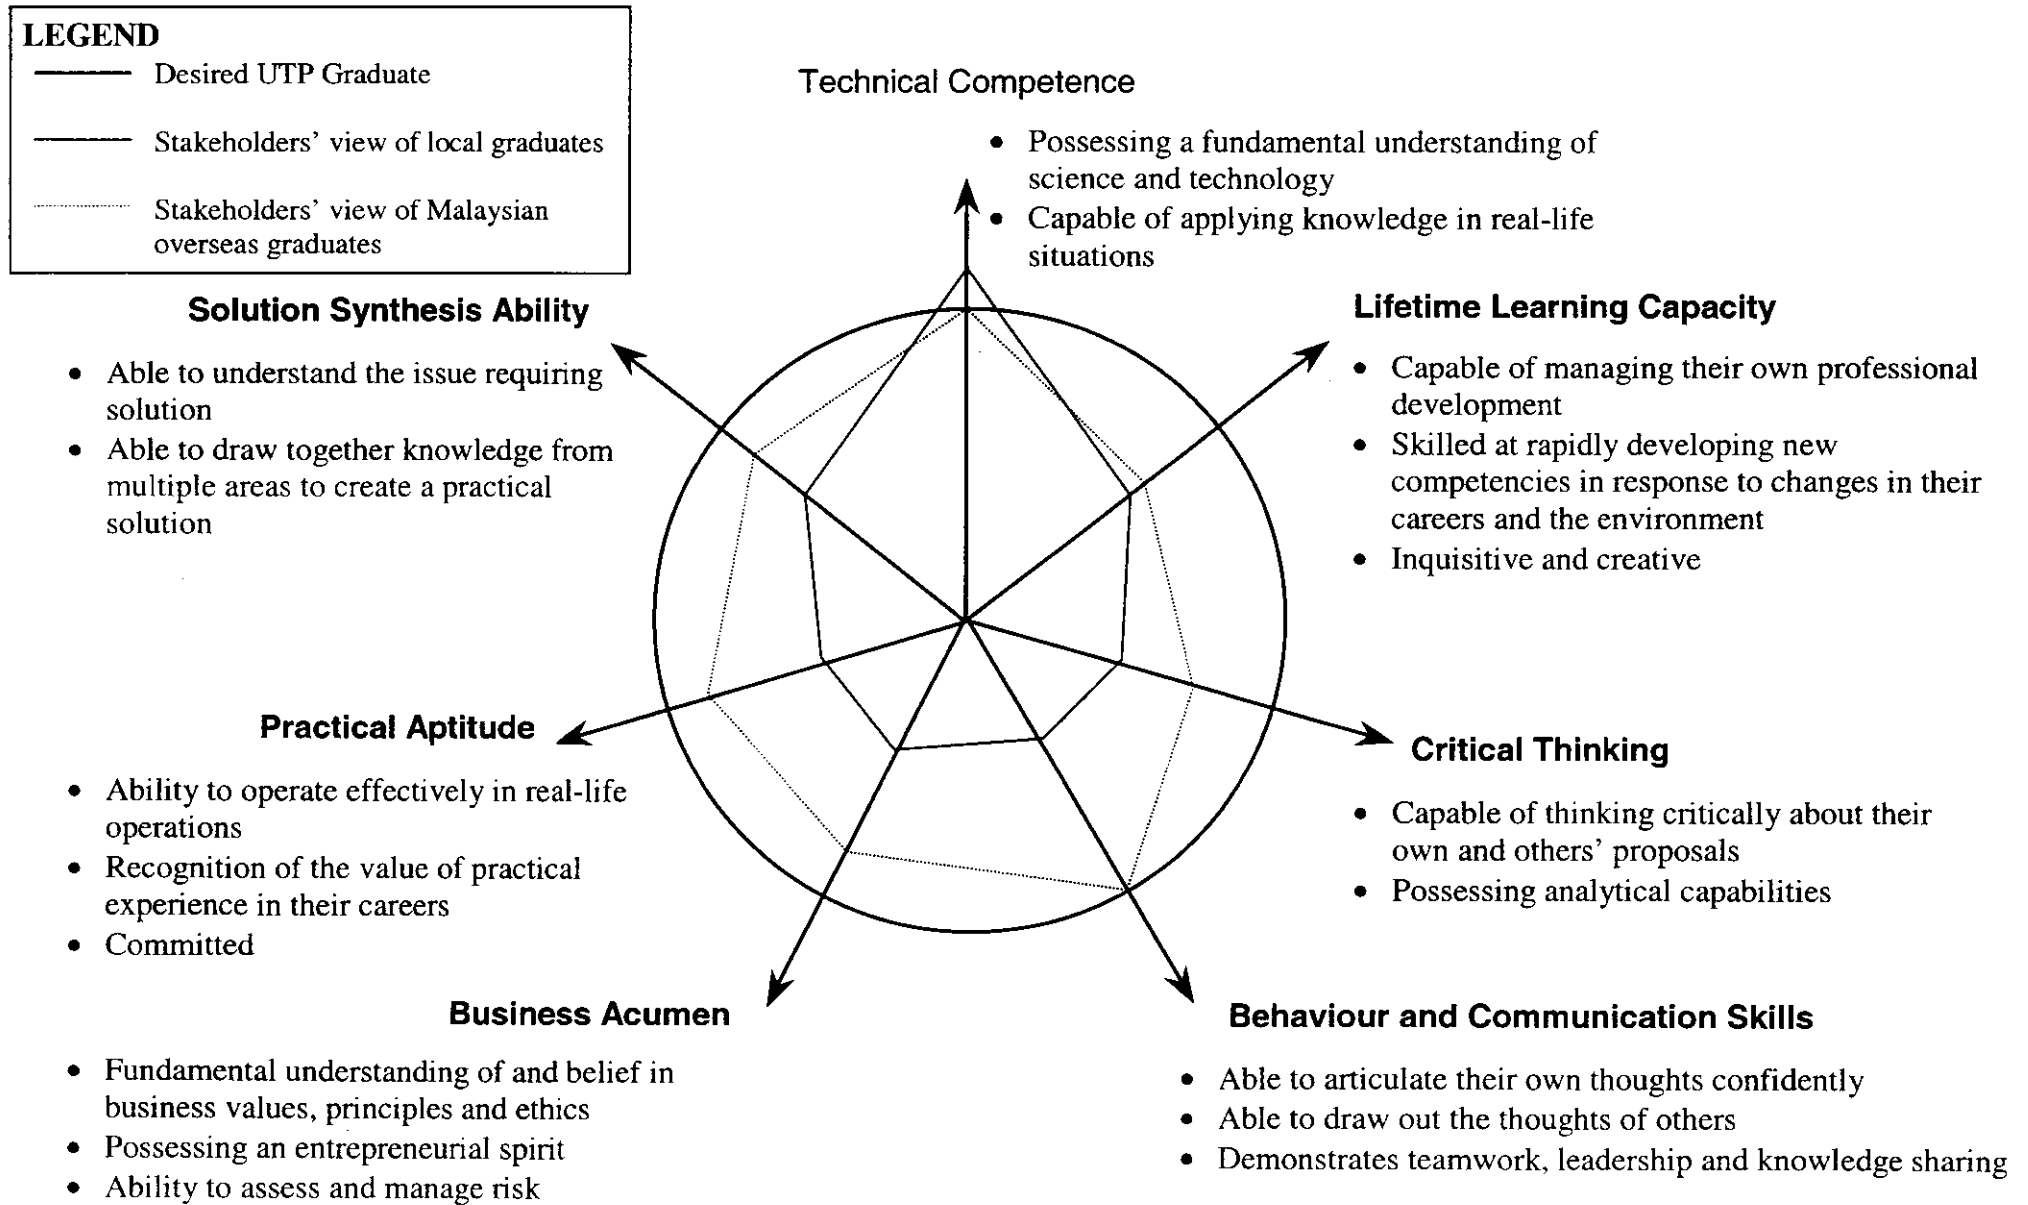 LEGEND
Desired UTP Graduate
Stakeholders' view of local graduates
Stakeholders' view of Malaysian
overseas graduates
Technical Competence
• Possessing a fundamental understanding of
science and technology
• Capable of applying knowledge in real-life
situations
Solution Synthesis Ability
• Able to understand the issue requiring
solution
• Able to draw together knowledge from
multiple areas to create a practical
solution
Lifetime Learning Capacity
• Capable of managing their own professional
development
• Skilled at rapidly developing new
competencies in response to changes in their
careers and the environment
• Inquisitive and creative
Practical Aptitude
• Ability to operate effectively in real-life
operations
• Recognition of the value of practical
experience in their careers
• Committed
Critical Thinking
• Capable of thinking critically about their
own and others' proposals
• Possessing analytical capabilities
Business Acumen
• Fundamental understanding of and belief in
business values, principles and ethics
• Possessing an entrepreneurial spirit
• Ability to assess and manage risk
Behaviour and Communication Skills
• Able to articulate their own thoughts confidently
• Able to draw out the thoughts of others
• Demonstrates teamwork, leadership and knowledge sharing